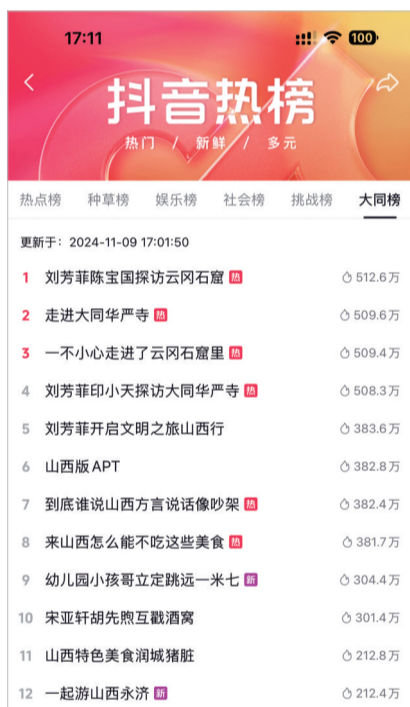 17:11
100
抖音热榜
热门 / 新鲜 / 多元
热点榜 种草榜 娱乐榜 社会榜 挑战榜 大同榜
更新于：2024-11-09 17:01:50
1 刘芳菲陈宝国探访云冈石窟 热 512.6万
2 走进大同华严寺 热 509.6万
3 一不小心走进了云冈石窟里 热 509.4万
4 刘芳菲印小天探访大同华严寺 热 508.3万
5 刘芳菲开启文明之旅山西行 383.6万
6 山西版APT 382.8万
7 到底谁说山西方言说话像吵架 热 382.4万
8 来山西怎么能不吃这些美食 热 381.7万
9 幼儿园小孩哥立定跳远一米七 新 304.4万
10 宋亚轩胡先煦互戳酒窝 301.4万
11 山西特色美食润城猪脏 212.8万
12 一起游山西永济 新 212.4万